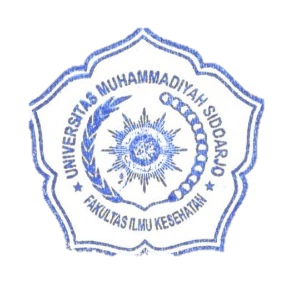 UNIVERSITAS MUHAMMADIYAH SIDOARJO
FAKULTAS ILMU KESEHATAN